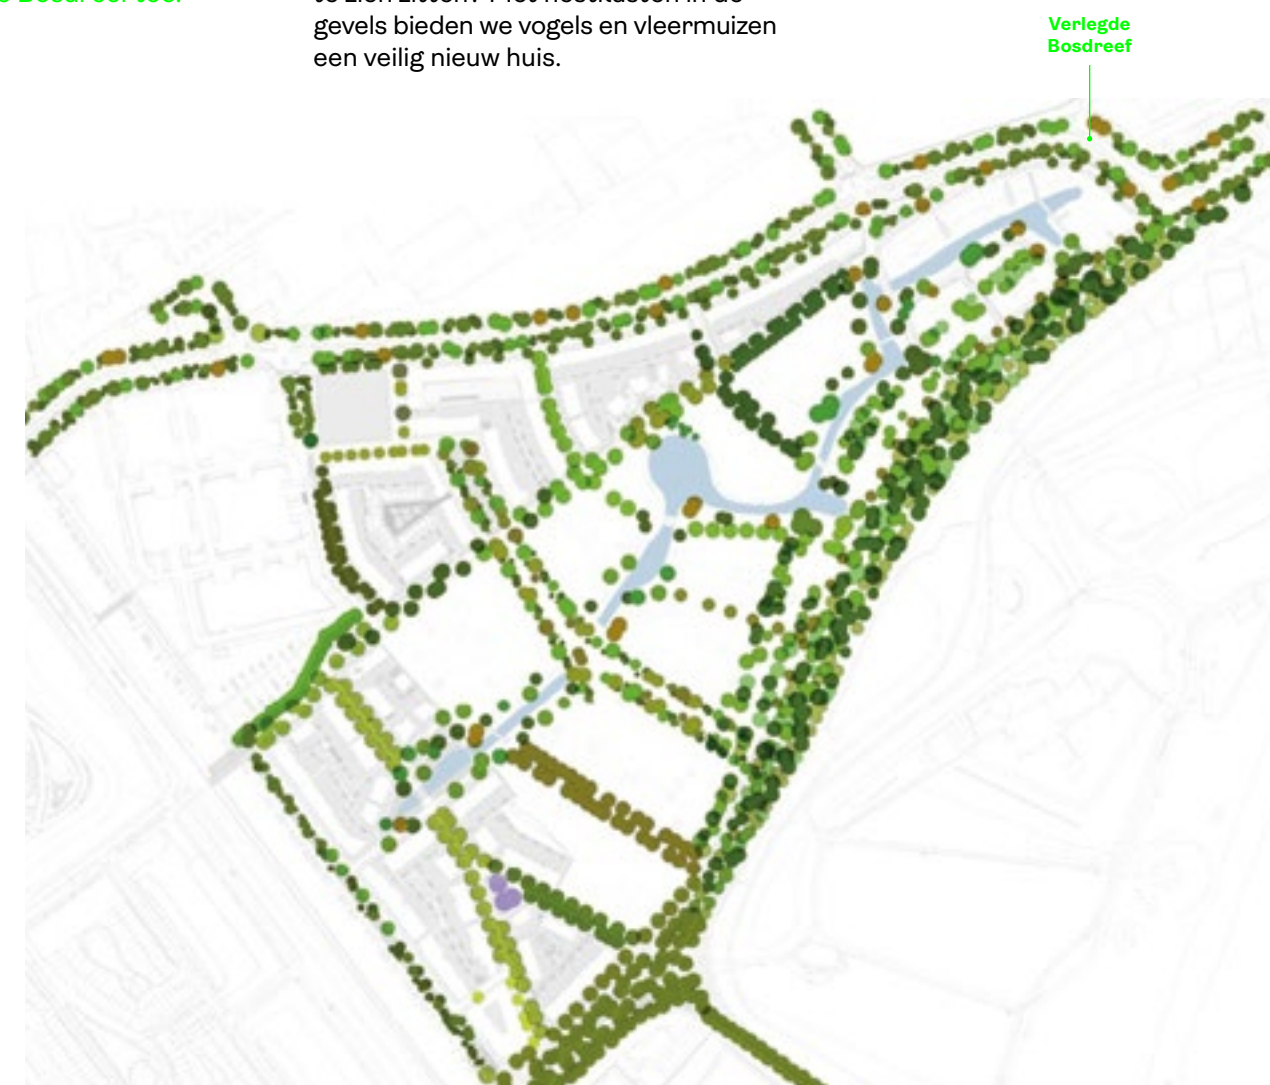 gevels bieden we vogels en vleermuizen
een veilig nieuw huis.
Verlegde
Bosdreef